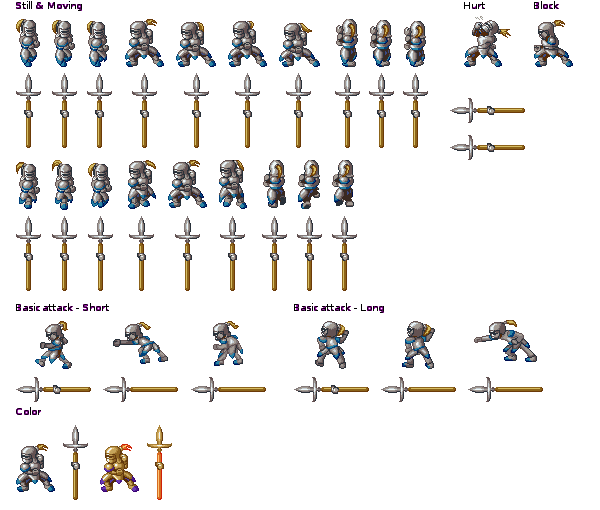 Still & Moving
Hurt
Block
Basic attack - Short
Basic attack - Long
Color